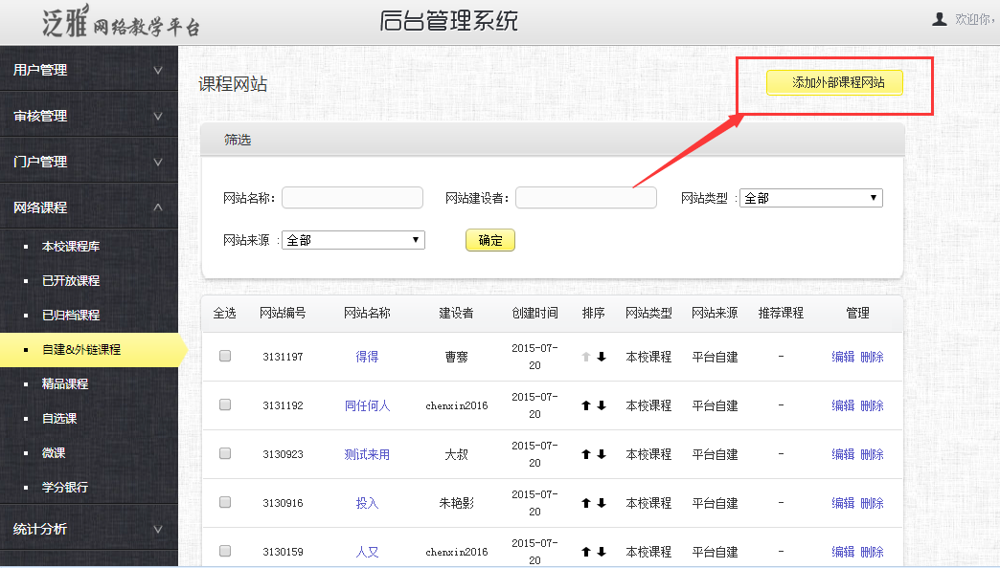 泛雅网络教学平台
后台管理系统
欢迎你,
用户管理
审核管理
门户管理
网络课程
本校课程库
已开放课程
已归档课程
自建&外链课程
精品课程
自选课
微课
学分银行
统计分析
课程网站
添加外部课程网站
筛选
网站名称: 网站建设者: 网站类型 : 全部
网站来源 : 全部 确定
全选 网站编号 网站名称 建设者 创建时间 排序 网站类型 网站来源 推荐课程 管理
3131197 得得 曹骞 2015-07-20 本校课程 平台自建 - 编辑 删除
3131192 同任何人 chenxin2016 2015-07-20 本校课程 平台自建 - 编辑 删除
3130923 测试来用 大叔 2015-07-20 本校课程 平台自建 - 编辑 删除
3130916 投入 朱艳影 2015-07-20 本校课程 平台自建 - 编辑 删除
3130159 人又 chenxin2016 2015-07-20 本校课程 平台自建 - 编辑 删除